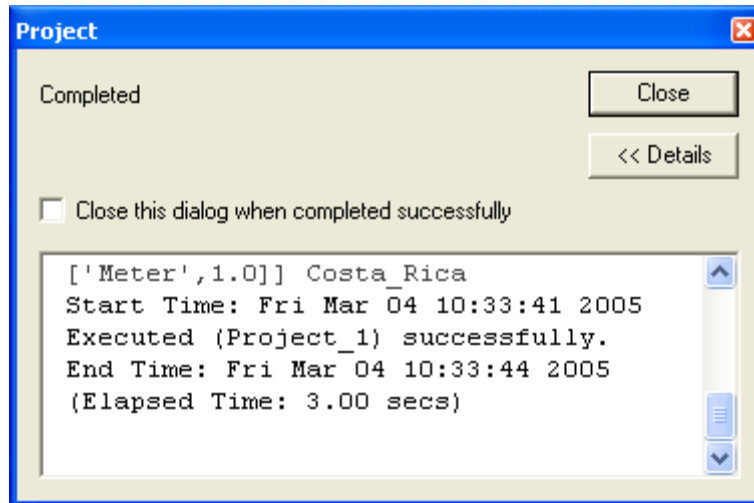 Project
Completed
Close
<< Details
Close this dialog when completed successfully
['Meter',1.0]] Costa_Rica
Start Time: Fri Mar 04 10:33:41 2005
Executed (Project_1) successfully.
End Time: Fri Mar 04 10:33:44 2005
(Elapsed Time: 3.00 secs)